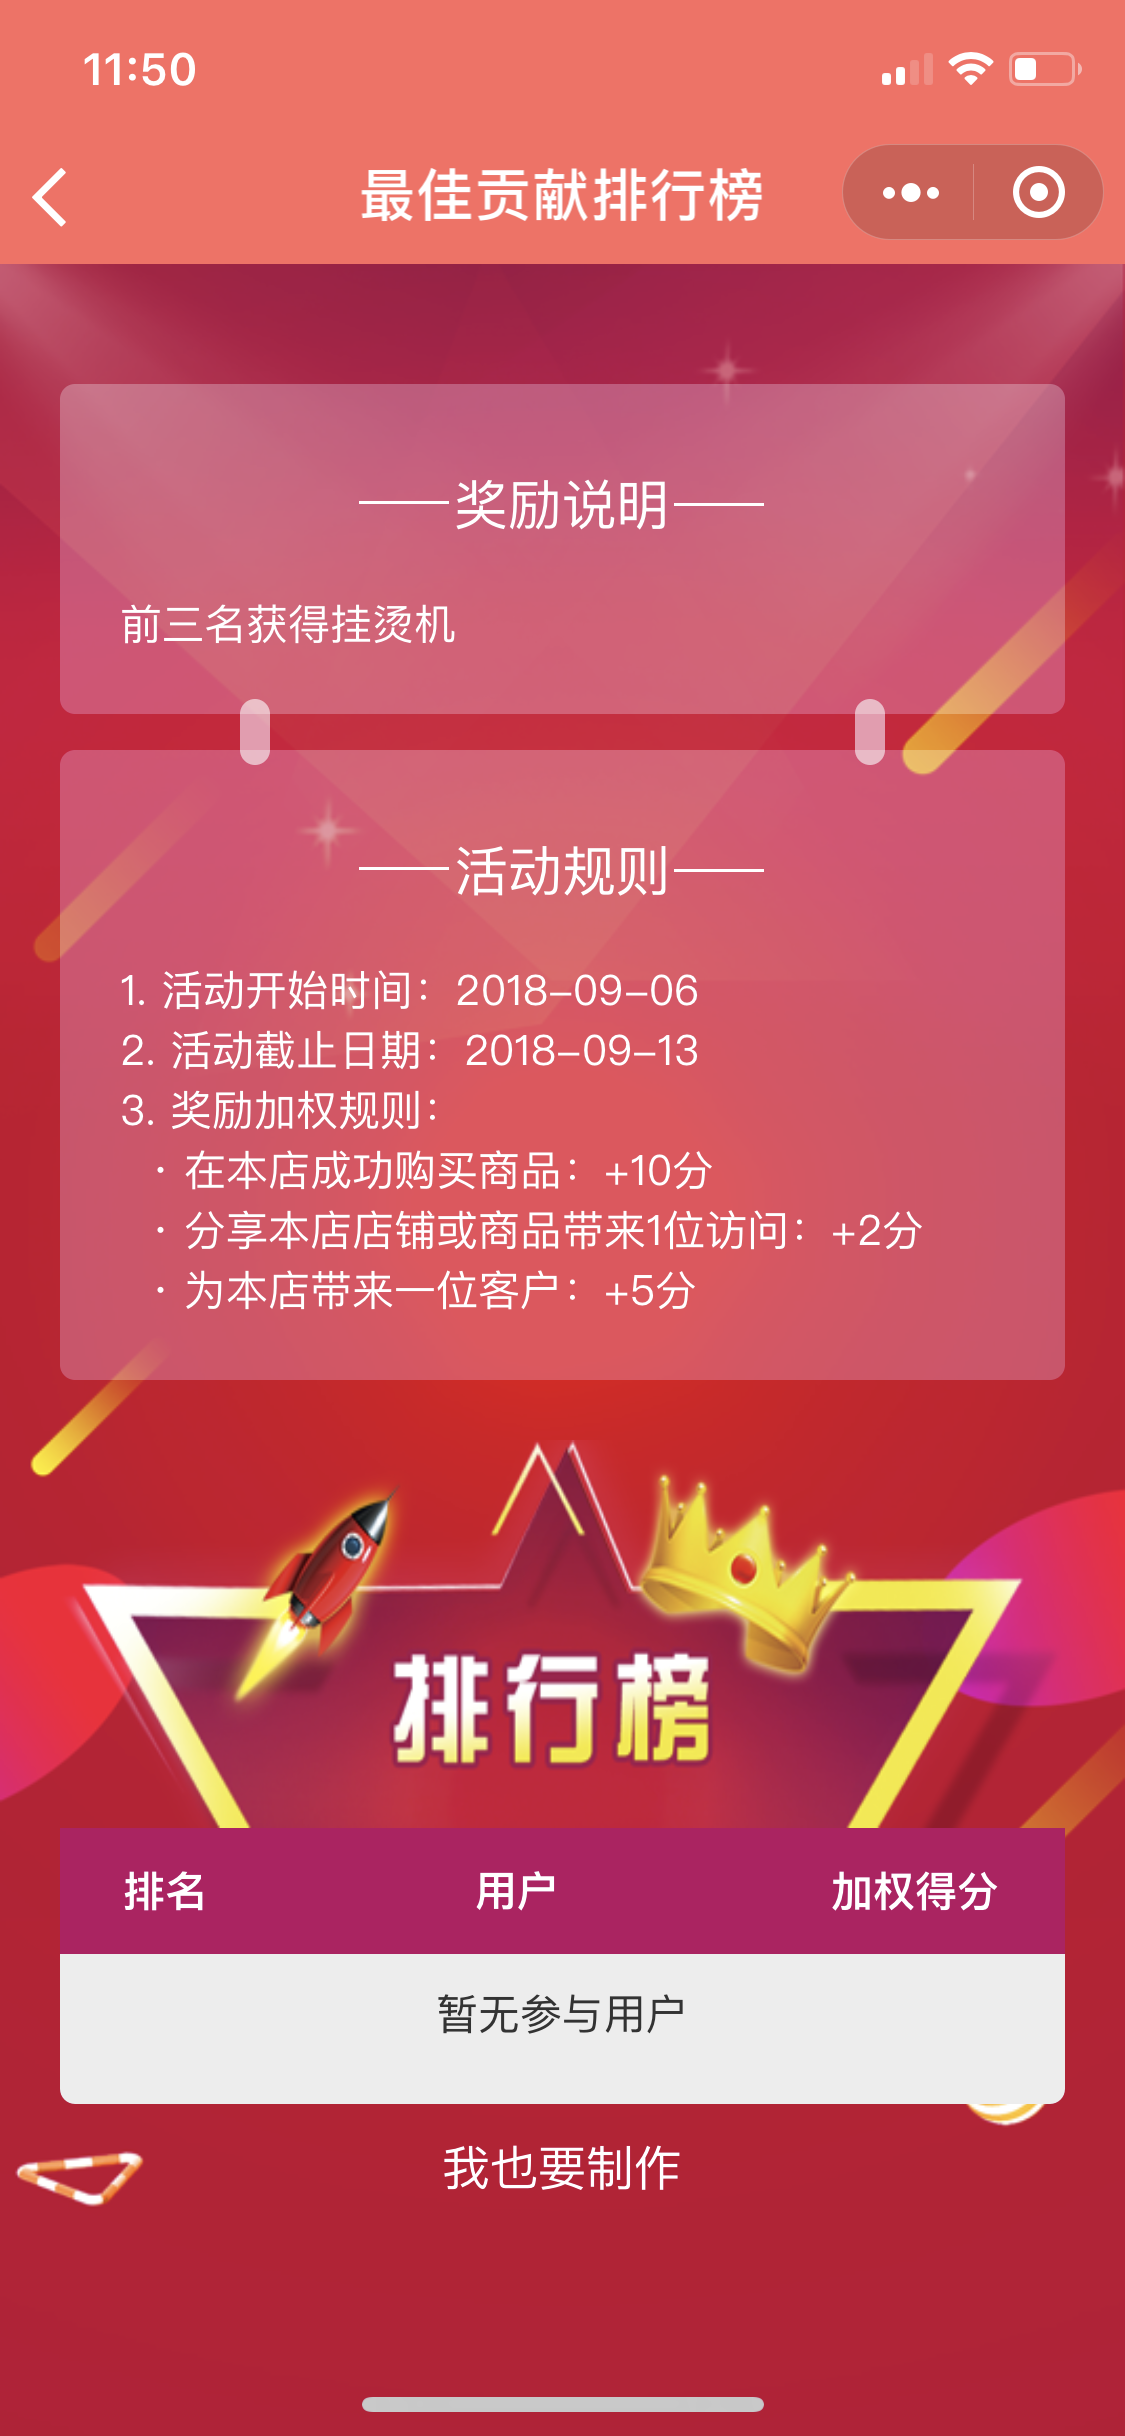 11:50
最佳贡献排行榜
奖励说明
前三名获得挂烫机
活动规则
1. 活动开始时间：2018-09-06
2. 活动截止日期：2018-09-13
3. 奖励加权规则：
· 在本店成功购买商品：+10分
· 分享本店店铺或商品带来1位访问：+2分
· 为本店带来一位客户：+5分
排行榜
排名 用户 加权得分
暂无参与用户
我也要制作